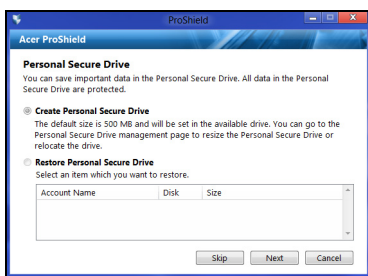 ProShield
Acer ProShield
Personal Secure Drive
You can save important data in the Personal Secure Drive. All data in the Personal
Secure Drive are protected.
Create Personal Secure Drive
The default size is 500 MB and will be set in the available drive. You can go to the
Personal Secure Drive management page to resize the Personal Secure Drive or
relocate the drive.
Restore Personal Secure Drive
Select an item which you want to restore.
Account Name Disk Size
Skip Next Cancel